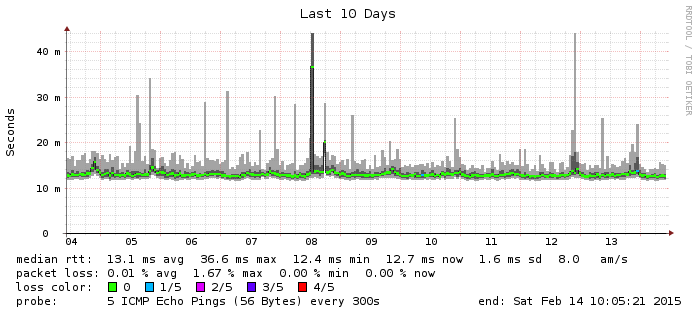 Last 10 Days
RRDTOOL / TOBI OETIKER
Seconds
40 m
30 m
20 m
10 m
0
04 05 06 07 08 09 10 11 12 13
median rtt: 13.1 ms avg 36.6 ms max 12.4 ms min 12.7 ms now 1.6 ms sd 8.0 am/s
packet loss: 0.01 % avg 1.67 % max 0.00 % min 0.00 % now
loss color: 0 1/5 2/5 3/5 4/5
probe: 5 ICMP Echo Pings (56 Bytes) every 300s end: Sat Feb 14 10:05:21 2015